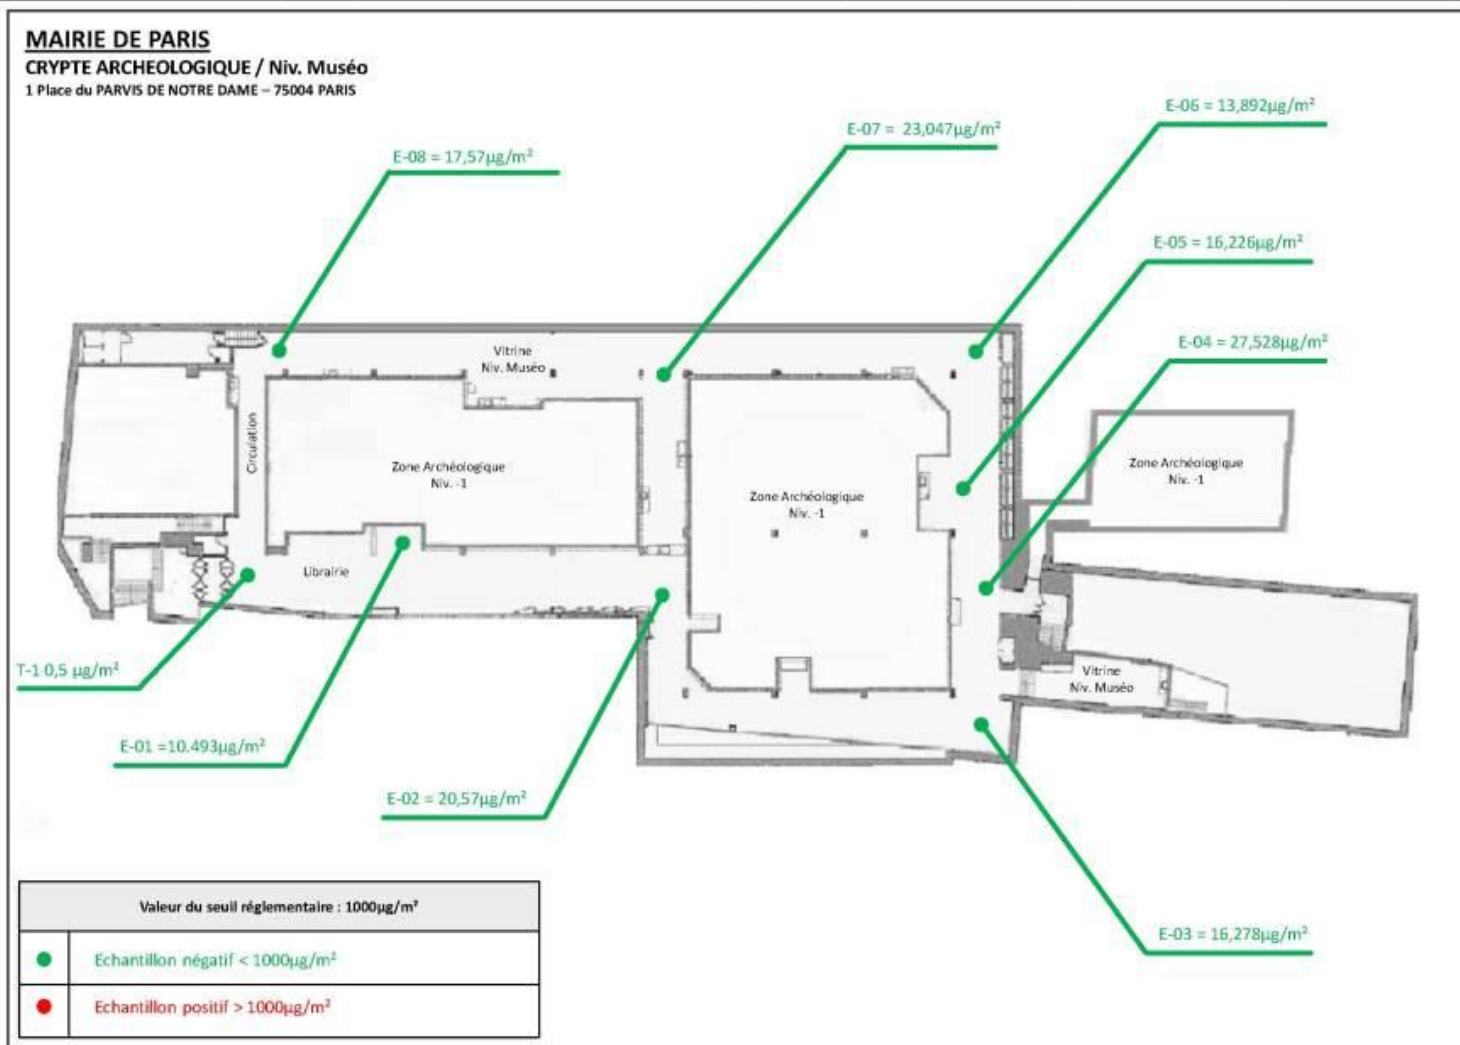 MAIRIE DE PARIS
CRYPTE ARCHEOLOGIQUE / Niv. Muséo
1 Place du PARVIS DE NOTRE DAME – 75004 PARIS
E-06 = 13,892µg/m²
E-07 = 23,047µg/m²
E-08 = 17,57µg/m²
E-05 = 16,226µg/m²
E-04 = 27,528µg/m²
Vitrine
Niv. Muséo
Circulation
Zone Archéologique
Niv. -1
Zone Archéologique
Niv. -1
Zone Archéologique
Niv. -1
Librairie
T-1 0,5 µg/m²
Vitrine
Niv. Muséo
E-01 =10.493µg/m²
E-02 = 20,57µg/m²
E-03 = 16,278µg/m²
Valeur du seuil réglementaire : 1000µg/m²
Echantillon négatif < 1000µg/m²
Echantillon positif > 1000µg/m²